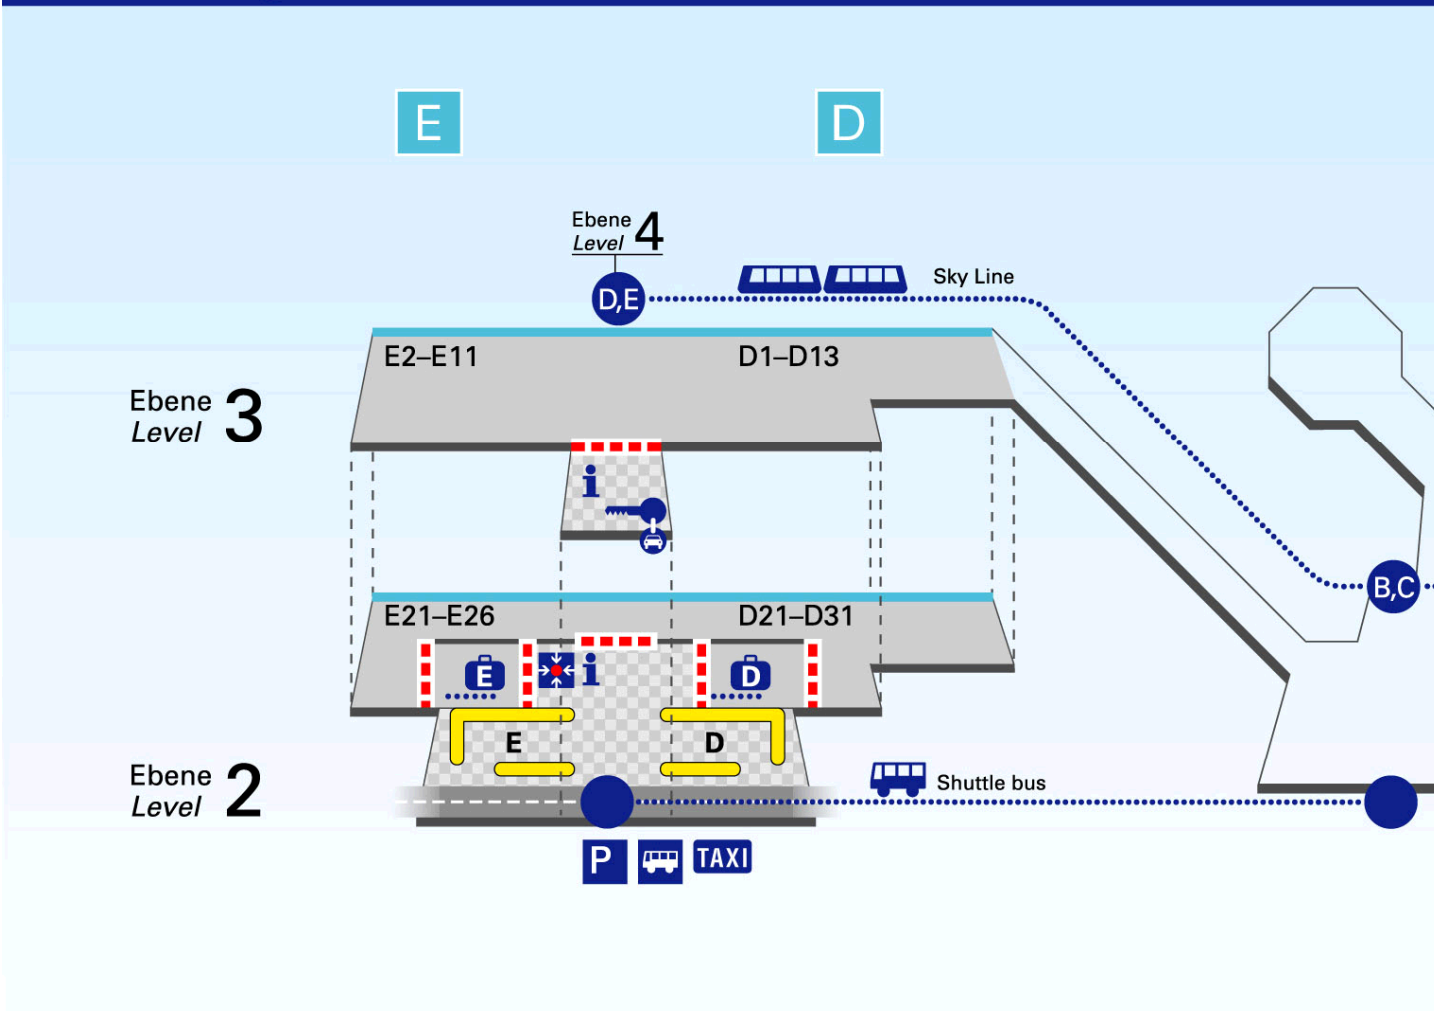 E
D
Ebene
Level 4
D,E
Sky Line
E2–E11
D1–D13
Ebene
Level 3
i
B,C
E21–E26
D21–D31
E
i
D
E
D
Ebene
Level 2
Shuttle bus
P
TAXI